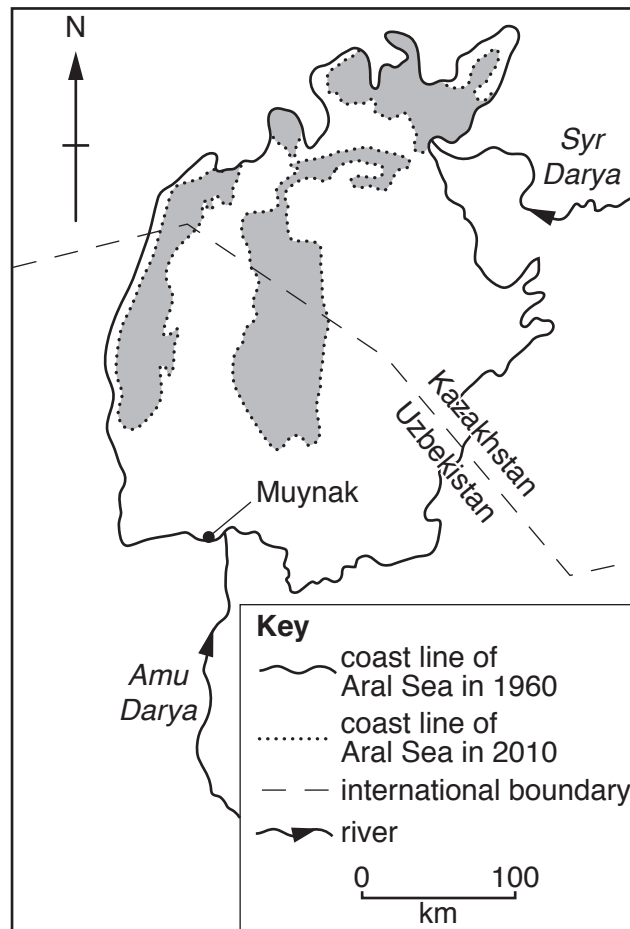 N
Syr
Darya
Kazakhstan
Uzbekistan
Muynak
Amu
Darya
Key
coast line of
Aral Sea in 1960
coast line of
Aral Sea in 2010
international boundary
river
0 100
km